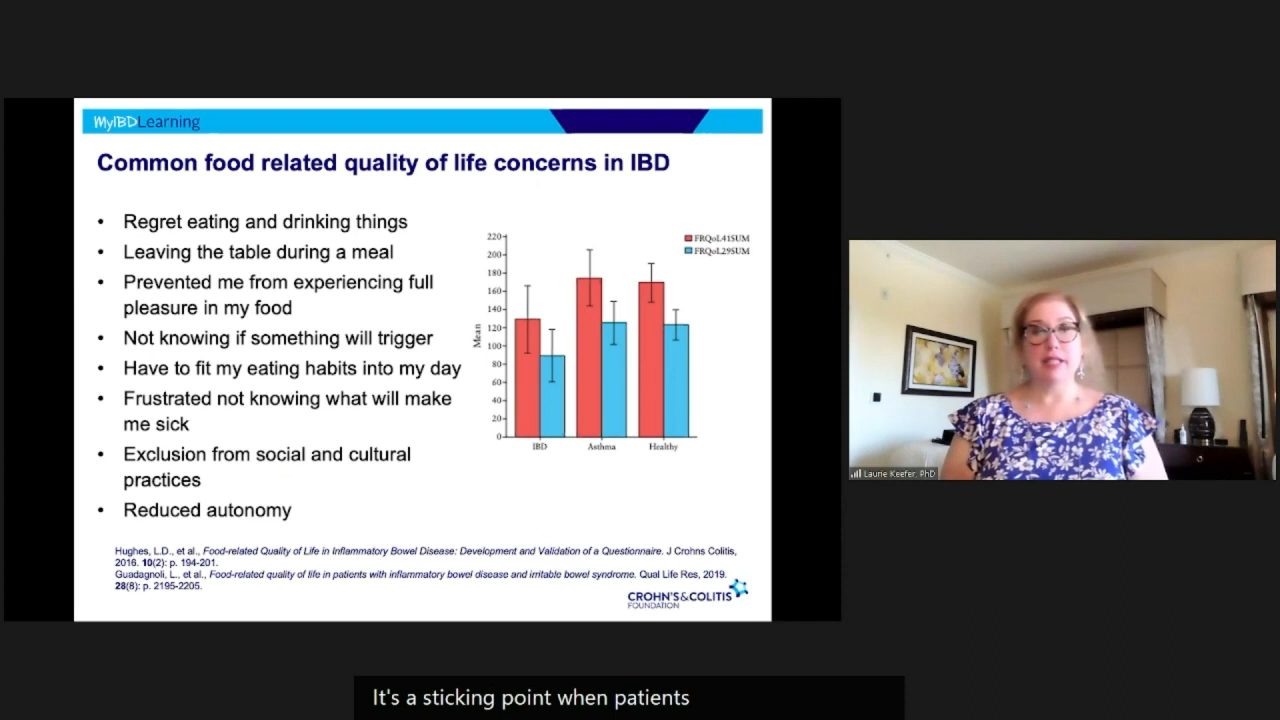 MyIBDLearning
Common food related quality of life concerns in IBD
• Regret eating and drinking things
• Leaving the table during a meal
• Prevented me from experiencing full
pleasure in my food
• Not knowing if something will trigger
• Have to fit my eating habits into my day
• Frustrated not knowing what will make
me sick
• Exclusion from social and cultural
practices
• Reduced autonomy
FRQoL41SUM
FRQoL29SUM
Mean
220
200
180
160
140
120
100
80
60
40
20
0
IBD Asthma Healthy
Hughes, L.D., et al., Food-related Quality of Life in Inflammatory Bowel Disease: Development and Validation of a Questionnaire. J Crohns Colitis,
2016. 10(2): p. 194-201.
Guadagnoli, L., et al., Food-related quality of life in patients with inflammatory bowel disease and irritable bowel syndrome. Qual Life Res, 2019.
28(8): p. 2195-2205.
CROHN'S&COLITIS
FOUNDATION
Laurie Keefer, PhD
It's a sticking point when patients